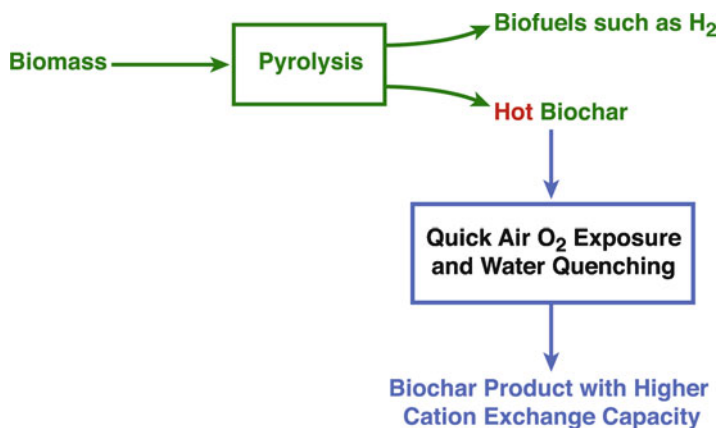 Biofuels such as H₂
Biomass
Pyrolysis
Hot Biochar
Quick Air O₂ Exposure
and Water Quenching
Biochar Product with Higher
Cation Exchange Capacity